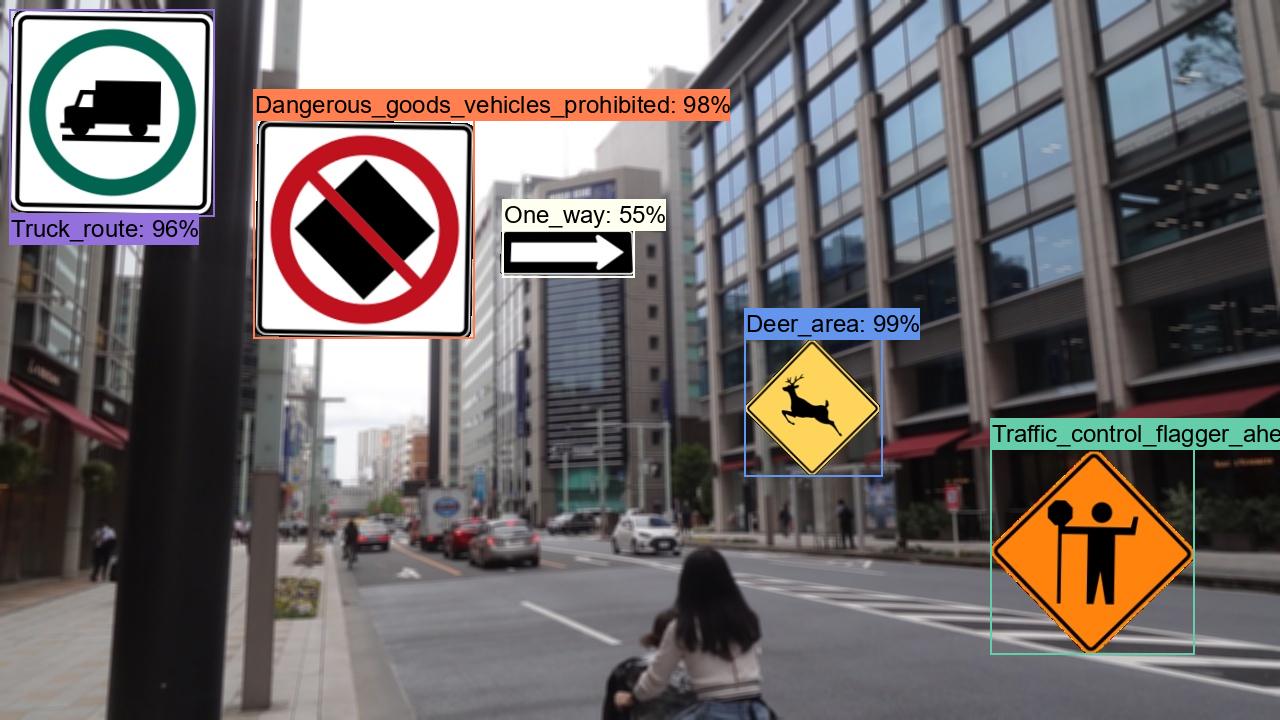 Dangerous_goods_vehicles_prohibited: 98%
One_way: 55%
Truck_route: 96%
Deer_area: 99%
Traffic_control_flagger_ahe